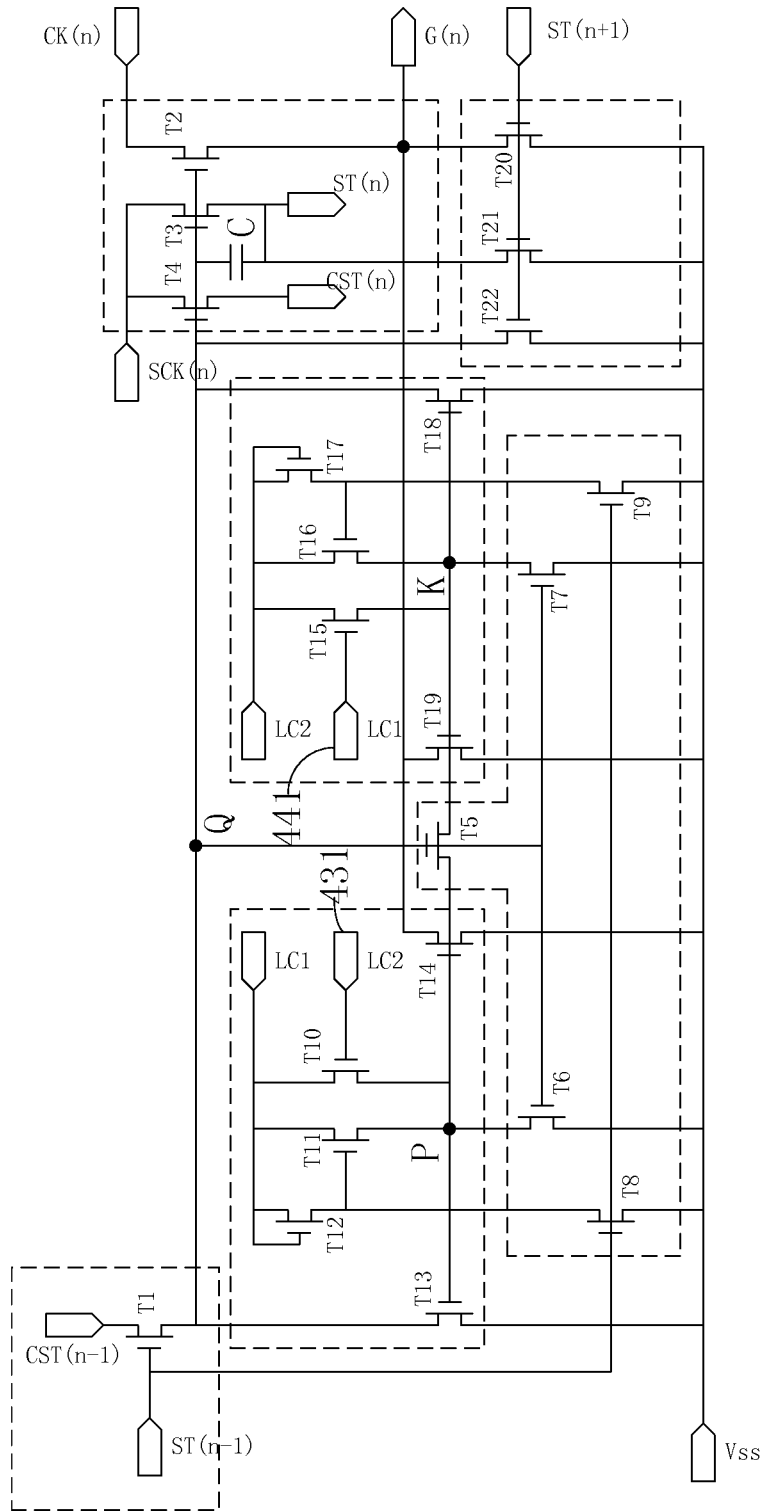 CK(n)
G(n)
ST(n+1)
T2
T20
ST(n)
T3
C
T21
T4
CST(n)
T22
SCK(n)
T18
T17
T16
T9
K
T7
T15
LC2
LC1
T19
441
Q
T5
431
LC1
LC2
T14
T10
T6
T11
P
T12
T8
T13
T1
CST(n-1)
ST(n-1)
Vss